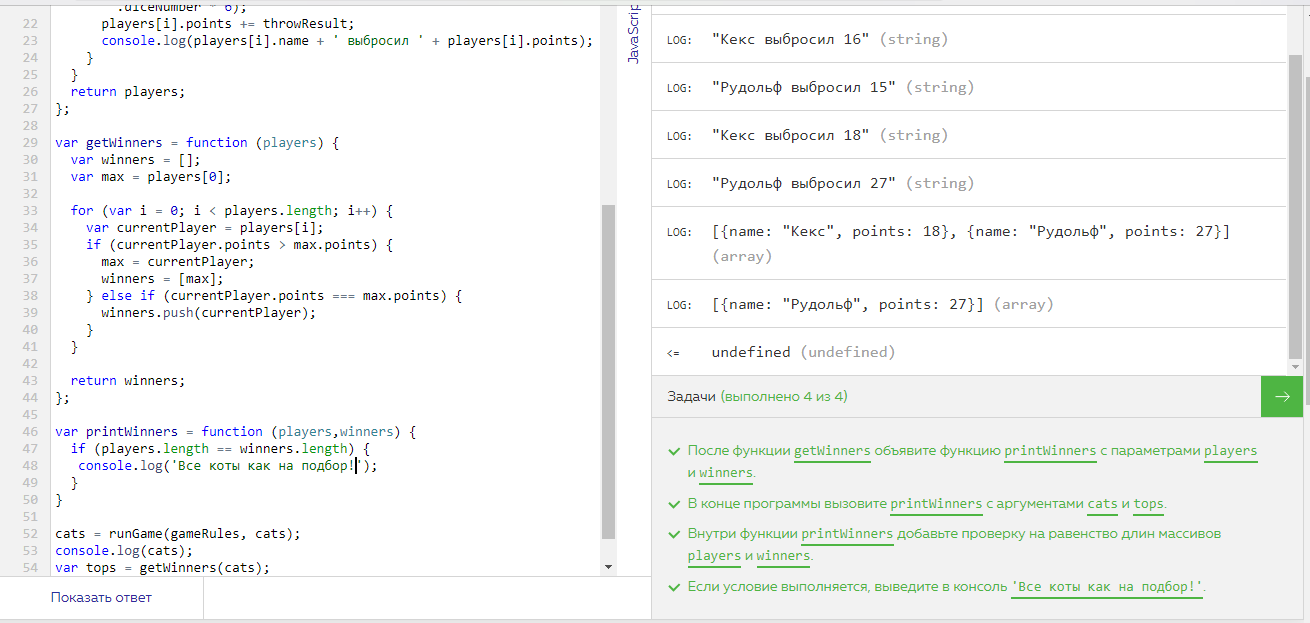 .diceNumber * 6);
22 players[i].points += throwResult;
23 console.log(players[i].name + ' выбросил ' + players[i].points);
24 }
25 }
26 return players;
27 };
28
29 var getWinners = function (players) {
30 var winners = [];
31 var max = players[0];
32
33 for (var i = 0; i < players.length; i++) {
34 var currentPlayer = players[i];
35 if (currentPlayer.points > max.points) {
36 max = currentPlayer;
37 winners = [max];
38 } else if (currentPlayer.points === max.points) {
39 winners.push(currentPlayer);
40 }
41 }
42
43 return winners;
44 };
45
46 var printWinners = function (players,winners) {
47 if (players.length == winners.length) {
48 console.log('Все коты как на подбор!');
49 }
50 }
51
52 cats = runGame(gameRules, cats);
53 console.log(cats);
54 var tops = getWinners(cats);
Показать ответ
JavaScrip
LOG: "Кекс выбросил 16" (string)
LOG: "Рудольф выбросил 15" (string)
LOG: "Кекс выбросил 18" (string)
LOG: "Рудольф выбросил 27" (string)
LOG: [{name: "Кекс", points: 18}, {name: "Рудольф", points: 27}]
(array)
LOG: [{name: "Рудольф", points: 27}] (array)
<= undefined (undefined)
Задачи (выполнено 4 из 4)
После функции getWinners объявите функцию printWinners с параметрами players
и winners.
В конце программы вызовите printWinners с аргументами cats и tops.
Внутри функции printWinners добавьте проверку на равенство длин массивов
players и winners.
Если условие выполняется, выведите в консоль 'Все коты как на подбор!'.